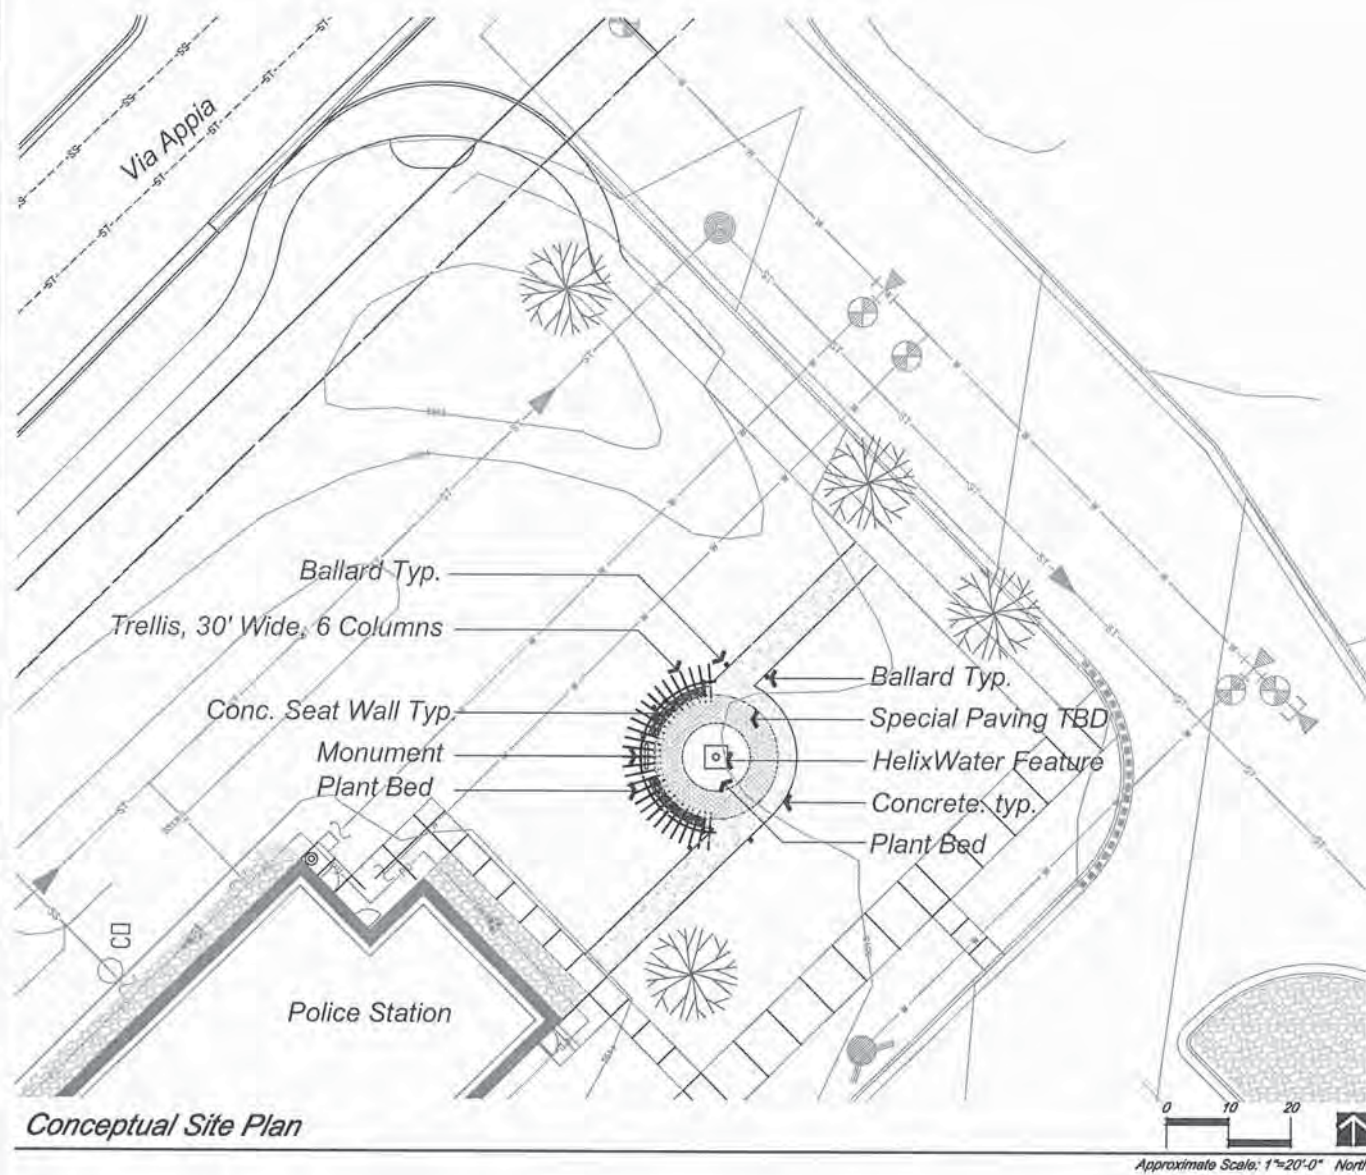 Via Appia
Ballard Typ.
Trellis, 30' Wide, 6 Columns
Conc. Seat Wall Typ.
Monument
Plant Bed
Ballard Typ.
Special Paving TBD
HelixWater Feature
Concrete. typ.
Plant Bed
CO
Police Station
Conceptual Site Plan
0 10 20
Approximate Scale: 1"=20'-0" North